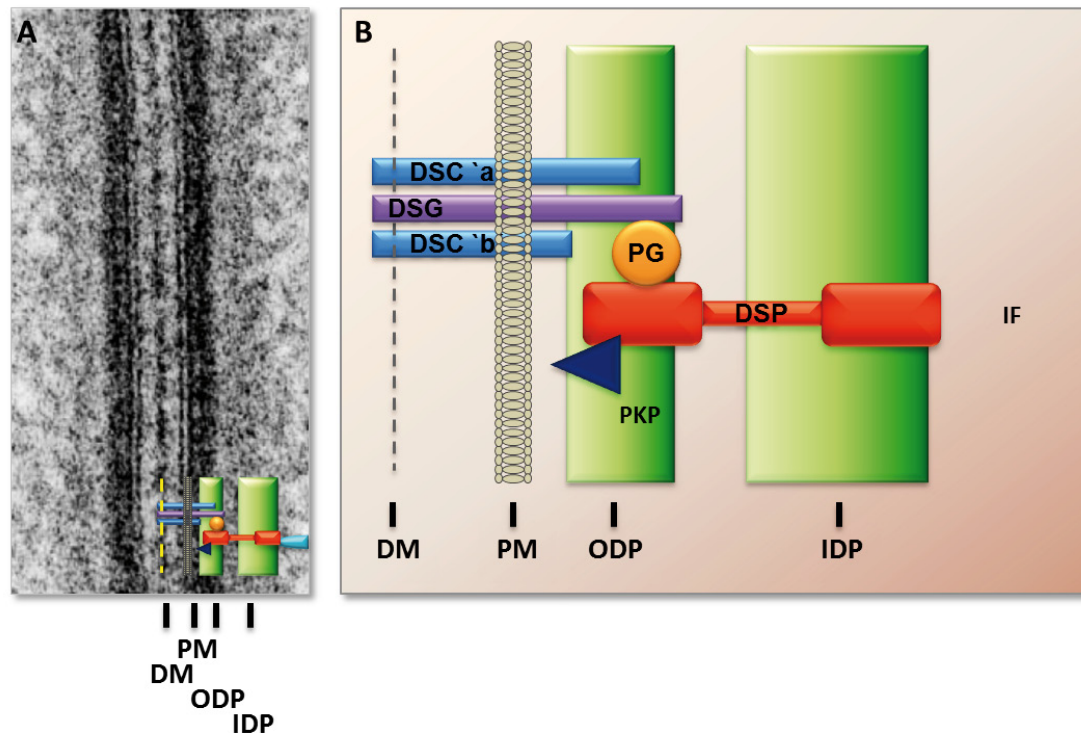 A
PM
DM
ODP
IDP
B
DSC `a
DSG
DSC `b
PG
DSP
IF
PKP
DM PM ODP IDP